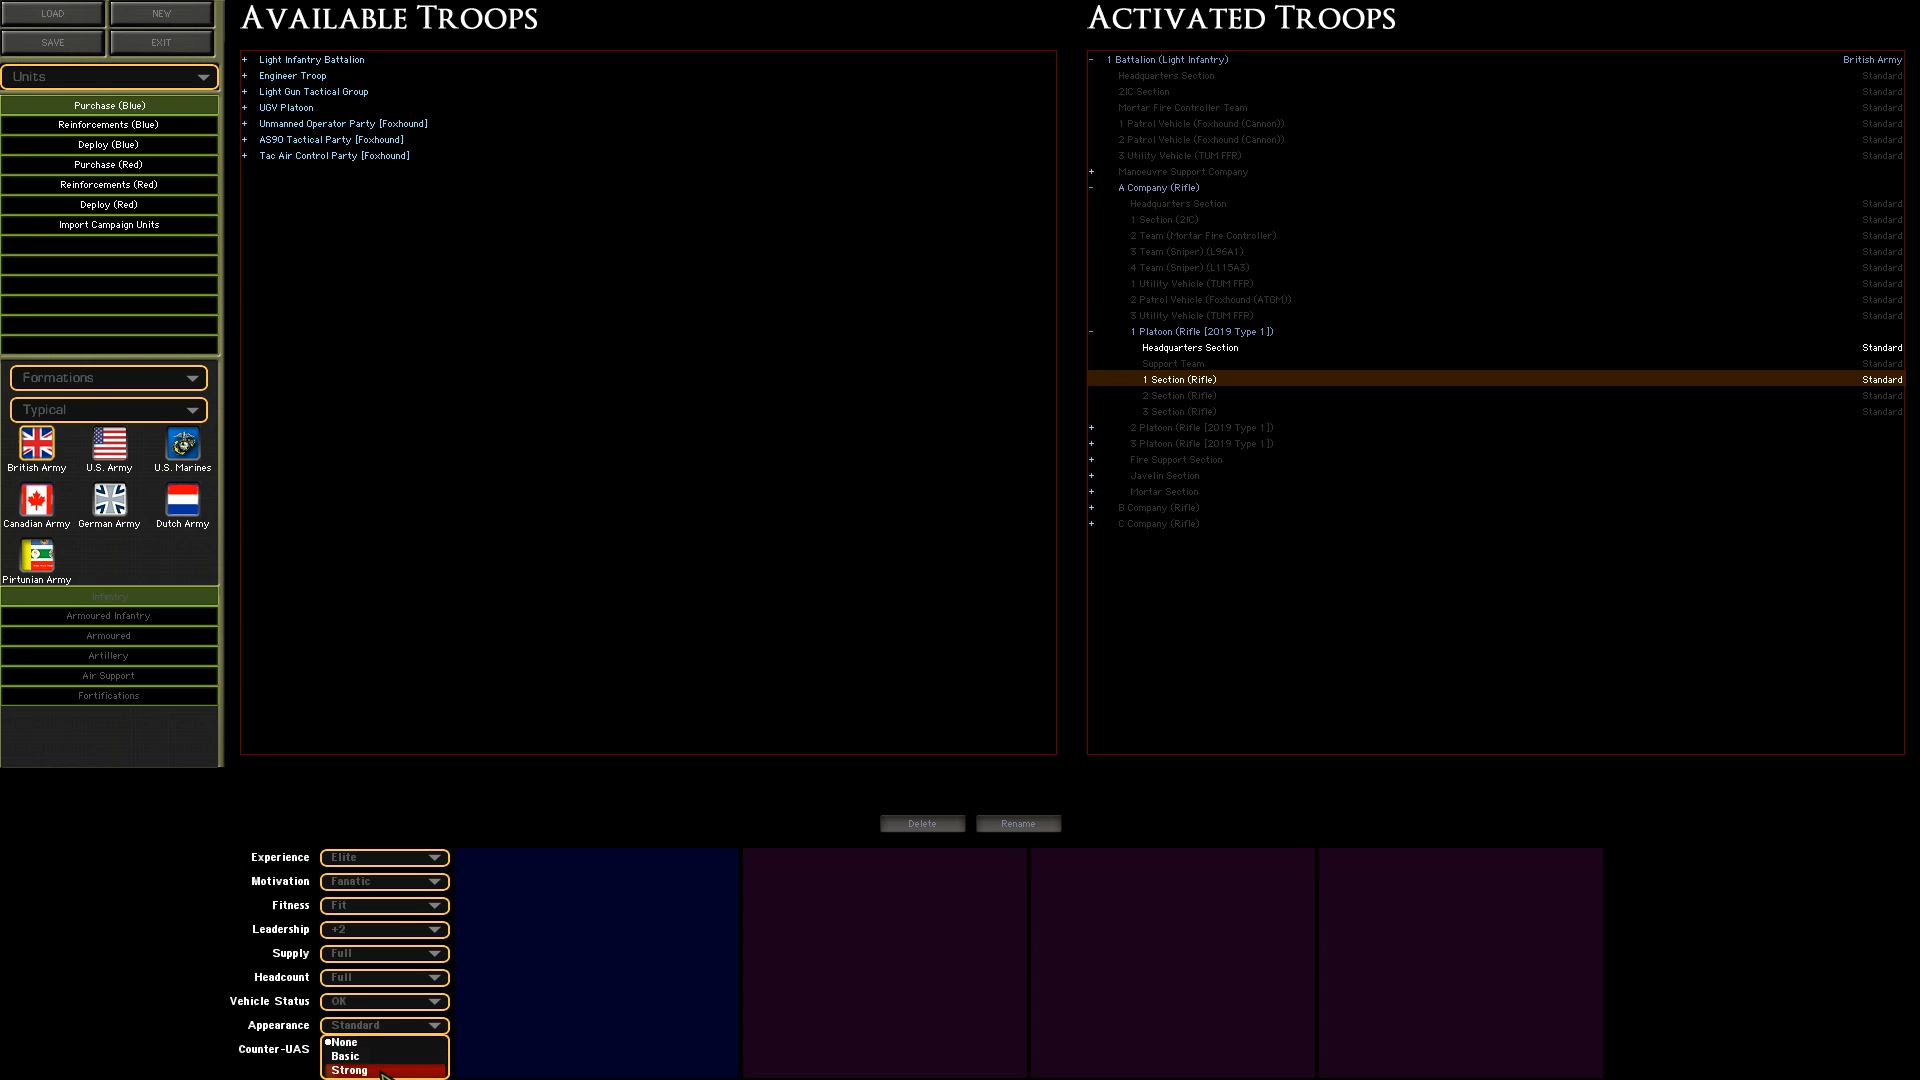 LOAD
NEW
SAVE
EXIT
Units
Purchase (Blue)
Reinforcements (Blue)
Deploy (Blue)
Purchase (Red)
Reinforcements (Red)
Deploy (Red)
Import Campaign Units
Formations
Typical
British Army
U.S. Army
U.S. Marines
Canadian Army
German Army
Dutch Army
Pirtunian Army
Infantry
Armoured Infantry
Armoured
Artillery
Air Support
Fortifications
AVAILABLE TROOPS
+ Light Infantry Battalion
+ Engineer Troop
+ Light Gun Tactical Group
+ UGV Platoon
+ Unmanned Operator Party [Foxhound]
+ AS90 Tactical Party [Foxhound]
+ Tac Air Control Party [Foxhound]
ACTIVATED TROOPS
- 1 Battalion (Light Infantry) British Army
Headquarters Section Standard
2IC Section Standard
Mortar Fire Controller Team Standard
1 Patrol Vehicle (Foxhound (Cannon)) Standard
2 Patrol Vehicle (Foxhound (Cannon)) Standard
3 Utility Vehicle (TUM FFR) Standard
+ Manoeuvre Support Company
- A Company (Rifle)
Headquarters Section Standard
1 Section (2IC) Standard
2 Team (Mortar Fire Controller) Standard
3 Team (Sniper) (L96A1) Standard
4 Team (Sniper) (L115A3) Standard
1 Utility Vehicle (TUM FFR) Standard
2 Patrol Vehicle (Foxhound (ATGM)) Standard
3 Utility Vehicle (TUM FFR) Standard
- 1 Platoon (Rifle [2019 Type 1])
Headquarters Section Standard
Support Team Standard
1 Section (Rifle) Standard
2 Section (Rifle) Standard
3 Section (Rifle) Standard
+ 2 Platoon (Rifle [2019 Type 1])
+ 3 Platoon (Rifle [2019 Type 1])
+ Fire Support Section
+ Javelin Section
+ Mortar Section
+ B Company (Rifle)
+ C Company (Rifle)
Delete
Rename
Experience Elite
Motivation Fanatic
Fitness Fit
Leadership +2
Supply Full
Headcount Full
Vehicle Status OK
Appearance Standard
Counter-UAS
None
Basic
Strong